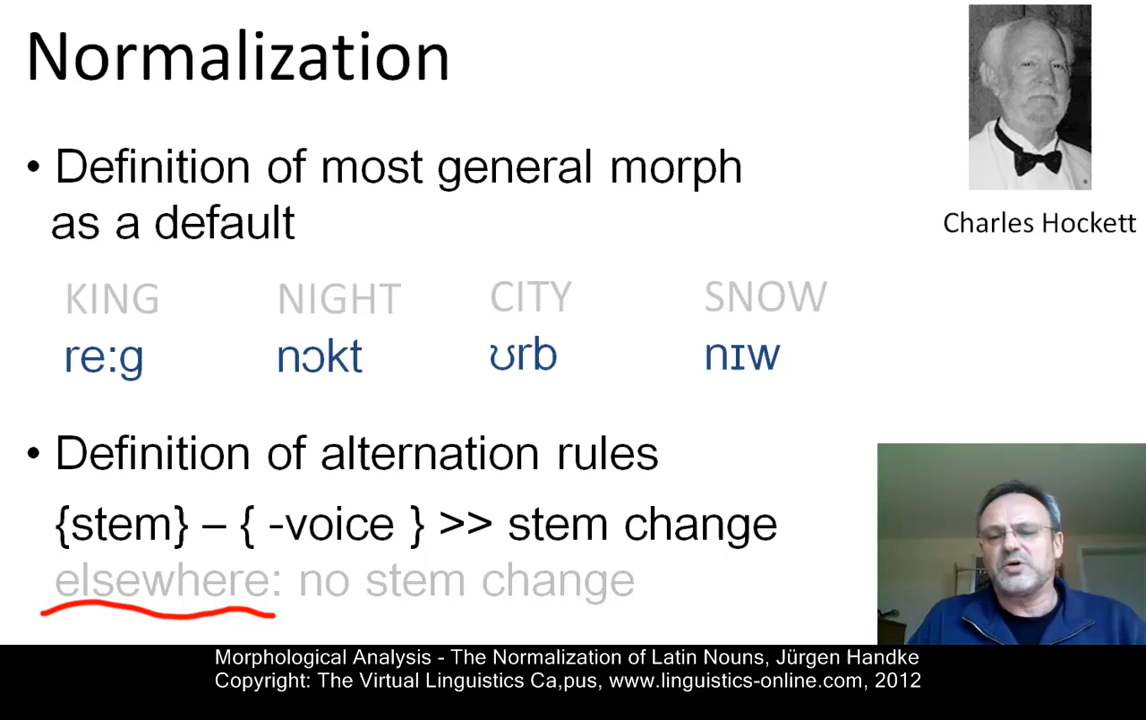 Normalization
• Definition of most general morph
as a default
Charles Hockett
KING NIGHT CITY SNOW
re:g nɔkt ʊrb nɪw
• Definition of alternation rules
{stem} – { -voice } >> stem change
elsewhere: no stem change
Morphological Analysis - The Normalization of Latin Nouns, Jürgen Handke
Copyright: The Virtual Linguistics Ca,pus, www.linguistics-online.com, 2012